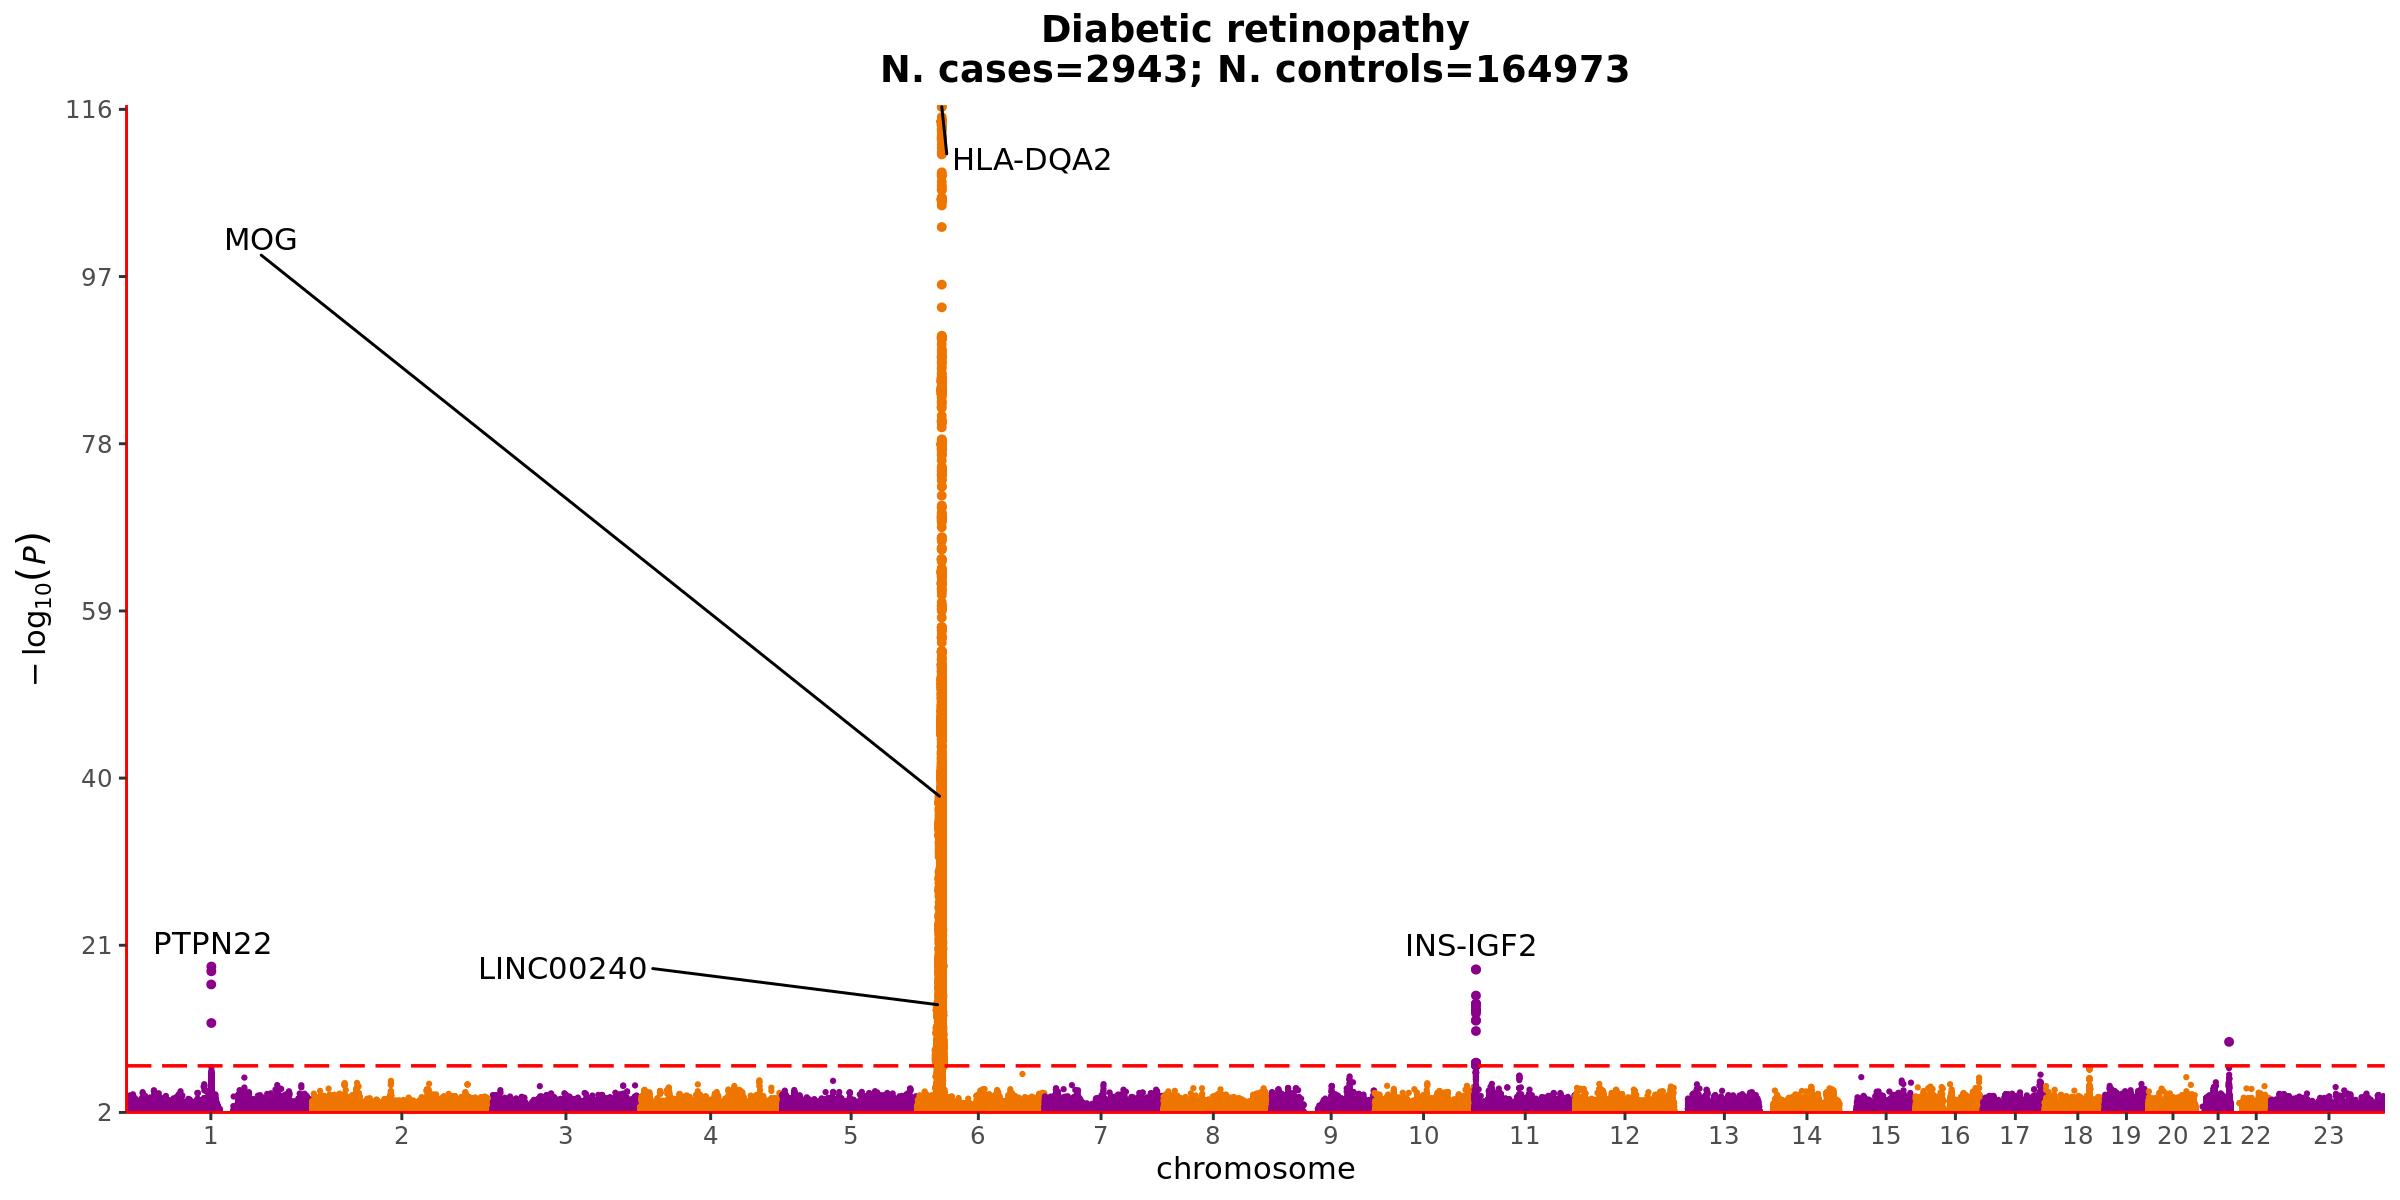 Diabetic retinopathy
N. cases=2943; N. controls=164973
116
HLA-DQA2
MOG
97
78
−log10(P)
59
40
PTPN22
21
INS-IGF2
LINC00240
2
1 2 3 4 5 6 7 8 9 10 11 12 13 14 15 16 17 18 19 20 21 22 23
chromosome